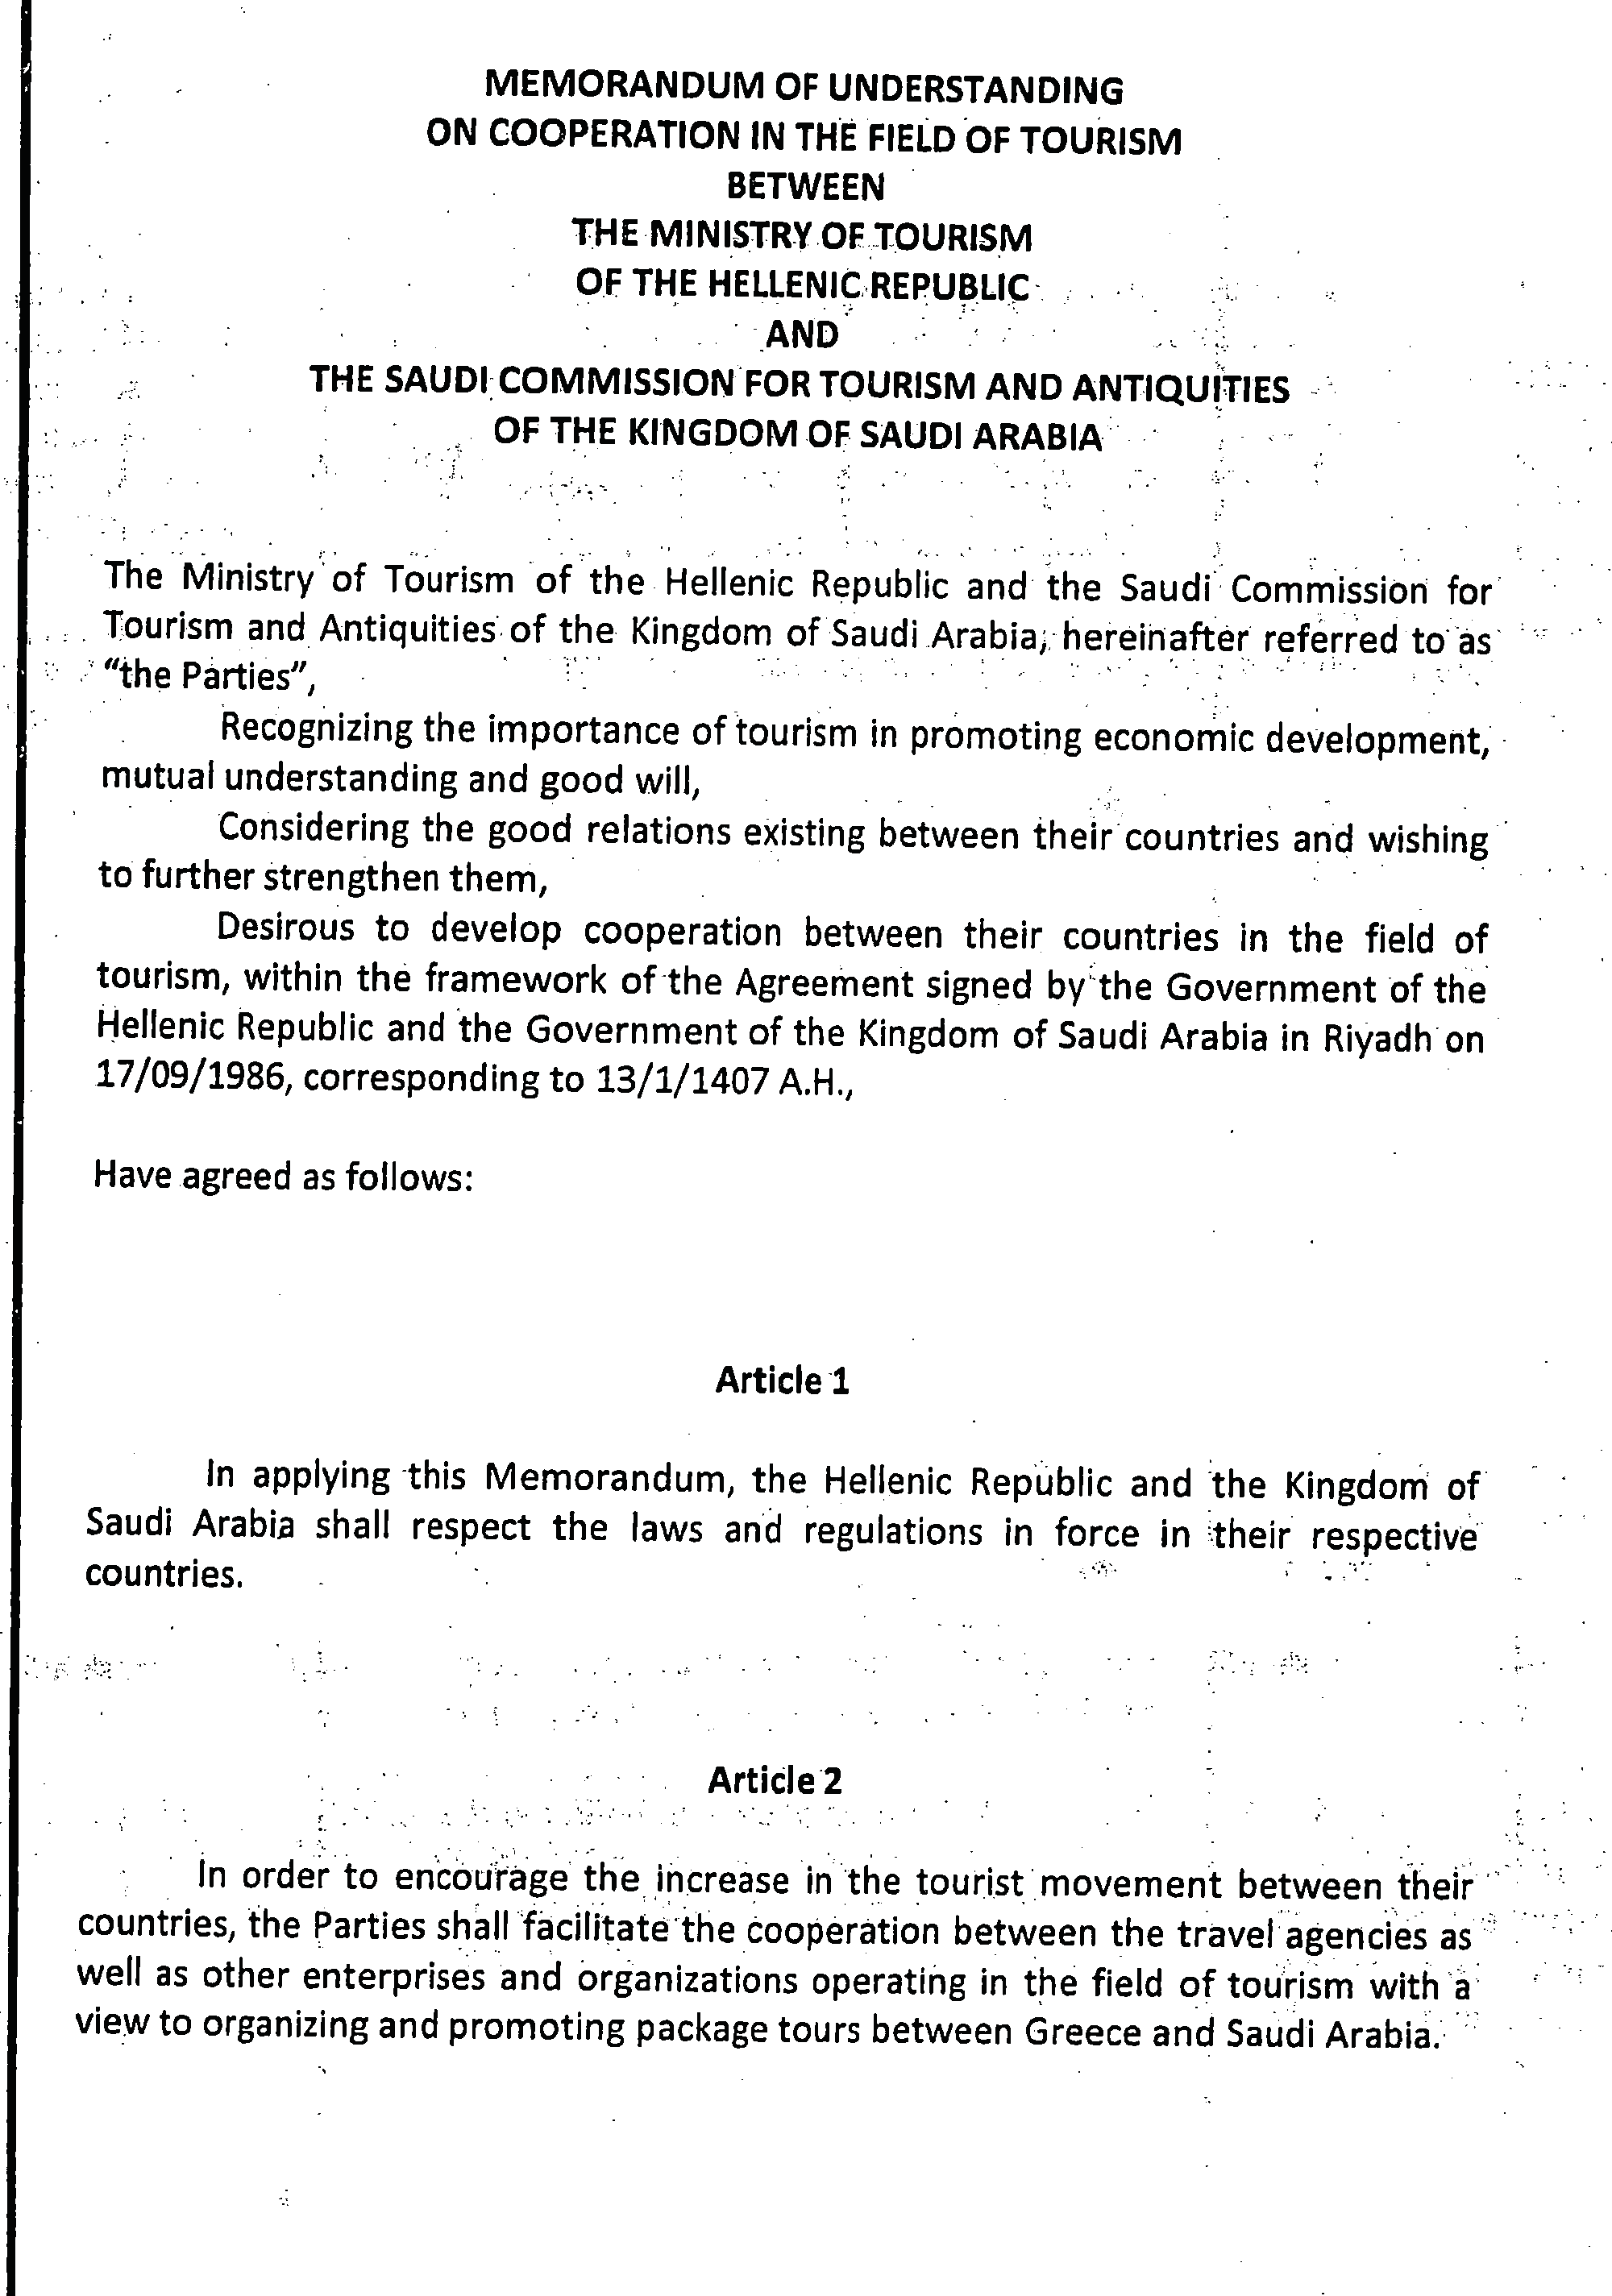 MEMORANDUM OF UNDERSTANDING
ON COOPERATION IN THE FIELD OF TOURISM
BETWEEN
THE MINISTRY OF TOURISM
OF THE HELLENIC REPUBLIC
AND
THE SAUDI COMMISSION FOR TOURISM AND ANTIQUITIES
OF THE KINGDOM OF SAUDI ARABIA
The Ministry of Tourism of the Hellenic Republic and the Saudi Commission for
Tourism and Antiquities of the Kingdom of Saudi Arabia, hereinafter referred to as
“the Parties”,
Recognizing the importance of tourism in promoting economic development,
mutual understanding and good will,
Considering the good relations existing between their countries and wishing
to further strengthen them,
Desirous to develop cooperation between their countries in the field of
tourism, within the framework of the Agreement signed by the Government of the
Hellenic Republic and the Government of the Kingdom of Saudi Arabia in Riyadh on
17/09/1986, corresponding to 13/1/1407 A.H.,
Have agreed as follows:
Article 1
In applying this Memorandum, the Hellenic Republic and the Kingdom of
Saudi Arabia shall respect the laws and regulations in force in their respective
countries.
Article 2
In order to encourage the increase in the tourist movement between their
countries, the Parties shall facilitate the cooperation between the travel agencies as
well as other enterprises and organizations operating in the field of tourism with a
view to organizing and promoting package tours between Greece and Saudi Arabia.